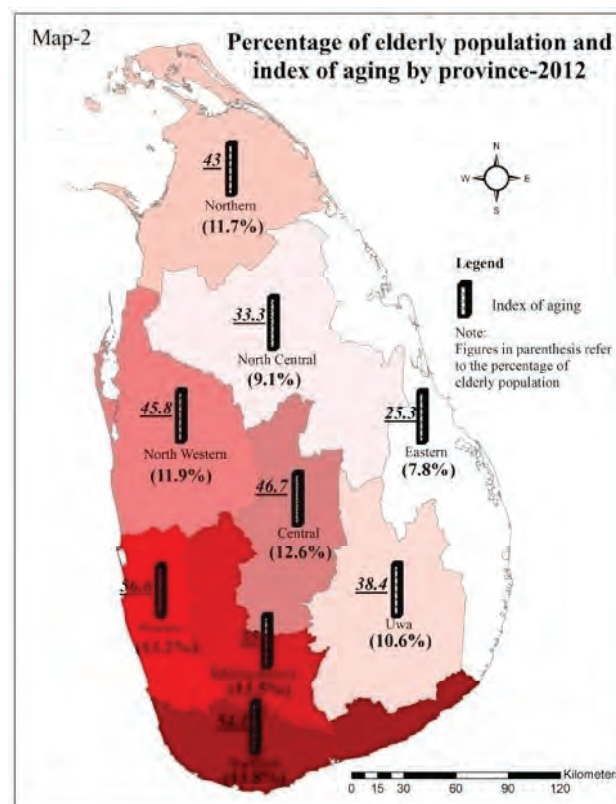 Map-2
Percentage of elderly population and
index of aging by province-2012
N
W E
S
43
Northern
(11.7%)
Legend
Index of aging
Note:
Figures in parenthesis refer
to the percentage of
elderly population
33.3
North Central
(9.1%)
45.8
North Western
(11.9%)
25.3
Eastern
(7.8%)
46.7
Central
(12.6%)
56.6
38.4
Uwa
(10.6%)
Kilometer
0 15 30 60 90 120